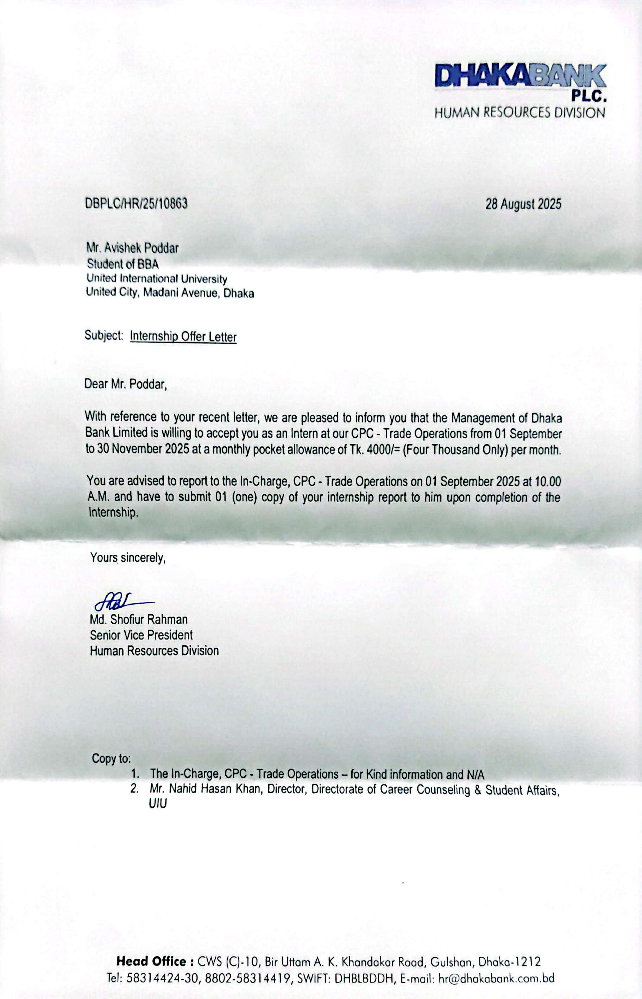 DHAKABANK
PLC.
HUMAN RESOURCES DIVISION
DBPLC/HR/25/10863
28 August 2025
Mr. Avishek Poddar
Student of BBA
United International University
United City, Madani Avenue, Dhaka
Subject: Internship Offer Letter
Dear Mr. Poddar,
With reference to your recent letter, we are pleased to inform you that the Management of Dhaka
Bank Limited is willing to accept you as an Intern at our CPC - Trade Operations from 01 September
to 30 November 2025 at a monthly pocket allowance of Tk. 4000/= (Four Thousand Only) per month.
You are advised to report to the In-Charge, CPC - Trade Operations on 01 September 2025 at 10.00
A.M. and have to submit 01 (one) copy of your internship report to him upon completion of the
Internship.
Yours sincerely,
Md. Shofiur Rahman
Senior Vice President
Human Resources Division
Copy to:
1. The In-Charge, CPC - Trade Operations – for Kind information and N/A
2. Mr. Nahid Hasan Khan, Director, Directorate of Career Counseling & Student Affairs,
UIU
Head Office : CWS (C)-10, Bir Uttam A. K. Khandakar Road, Gulshan, Dhaka-1212
Tel: 58314424-30, 8802-58314419, SWIFT: DHBLBDDH, E-mail: hr@dhakabank.com.bd